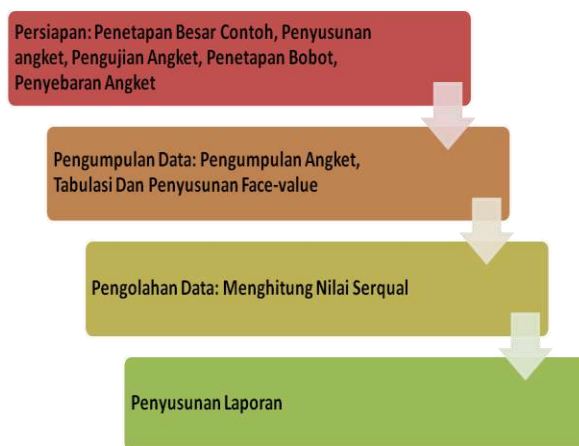 Persiapan: Penetapan Besar Contoh, Penyusunan
angket, Pengujian Angket, Penetapan Bobot,
Penyebaran Angket
Pengumpulan Data: Pengumpulan Angket,
Tabulasi Dan Penyusunan Face-value
Pengolahan Data: Menghitung Nilai Serqual
Penyusunan Laporan